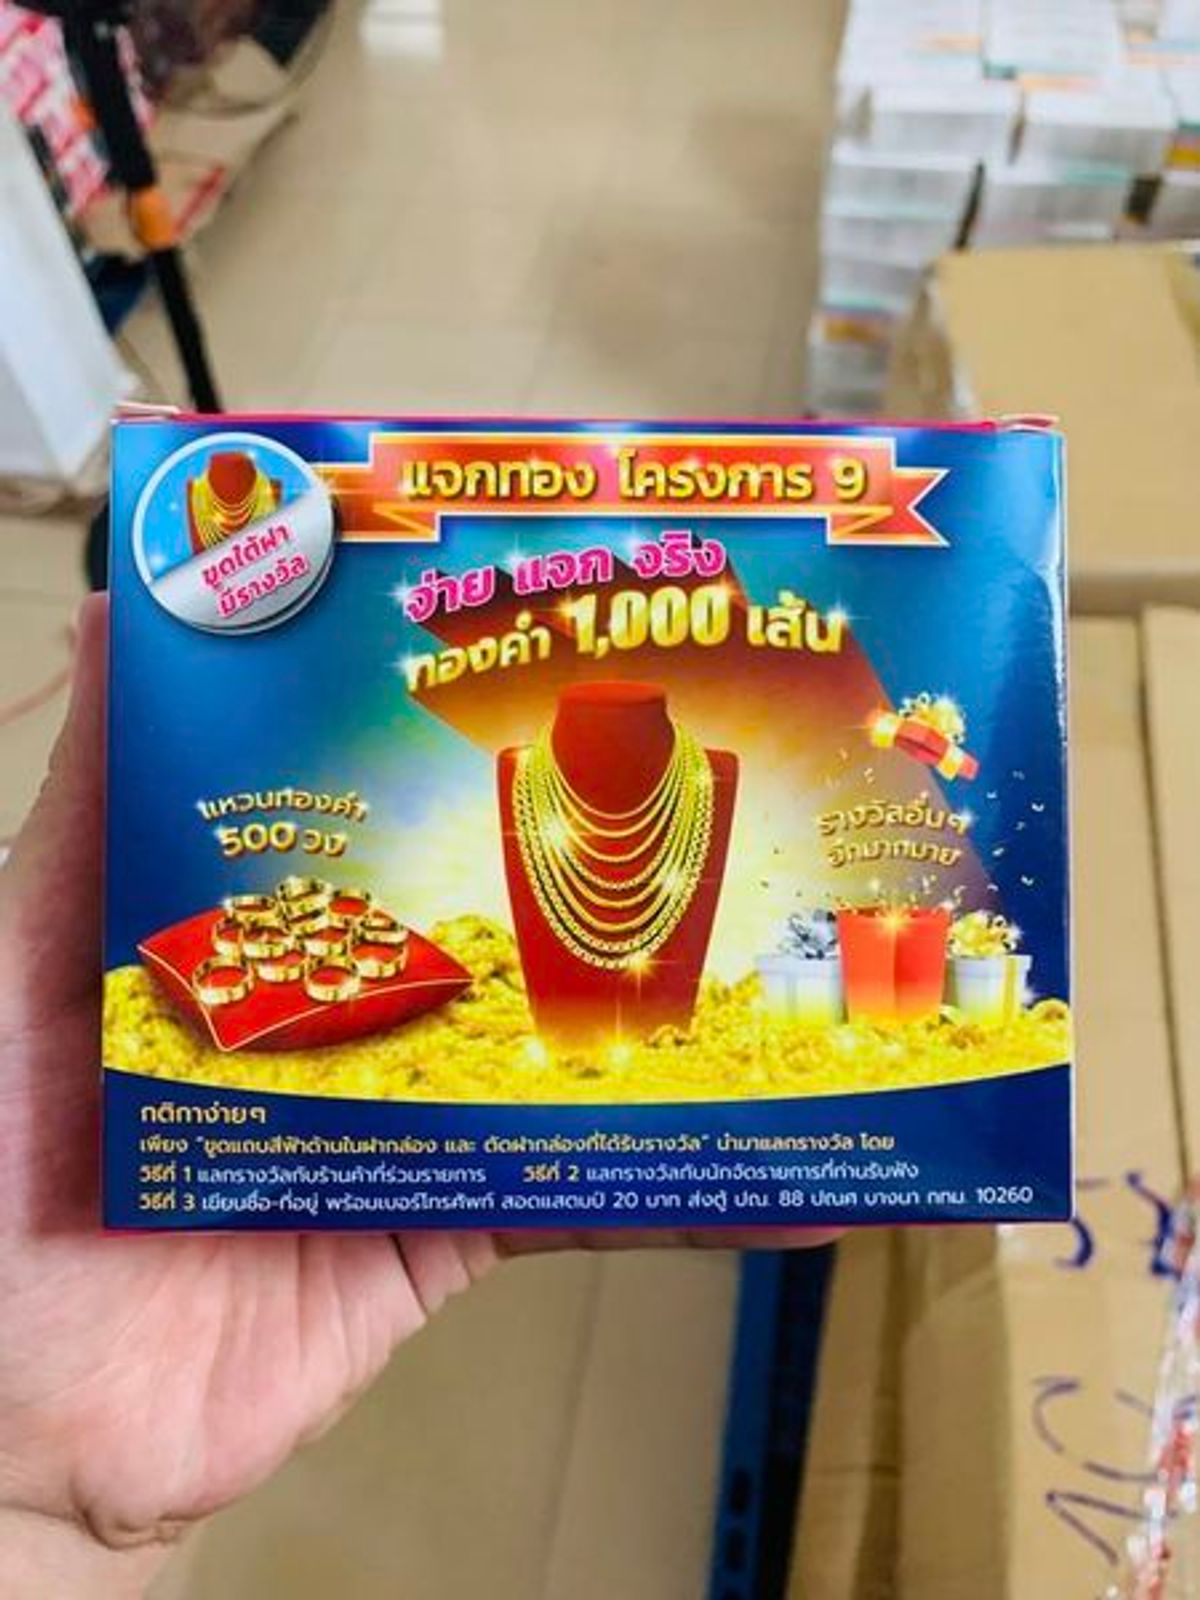 แจกทอง โครงการ 9
ขูดใต้ฝา
มีรางวัล
จ่าย แจก จริง
ทองคำ 1,000 เส้น
แหวนทองคำ
500 วง
รางวัลอื่นๆ
อีกมากมาย
กติกาง่ายๆ
เพียง "ขูดแถบสีฟ้าด้านในฝากล่อง และ ตัดฝากล่องที่ได้รับรางวัล" นำมาแลกรางวัล โดย
วิธีที่ 1 แลกรางวัลกับร้านค้าที่ร่วมรายการ วิธีที่ 2 แลกรางวัลกับนักจัดรายการที่ท่านรับฟัง
วิธีที่ 3 เขียนชื่อ-ที่อยู่ พร้อมเบอร์โทรศัพท์ สอดแสตมป์ 20 บาท ส่งตู้ ปณ. 88 ปณศ บางนา กทม. 10260